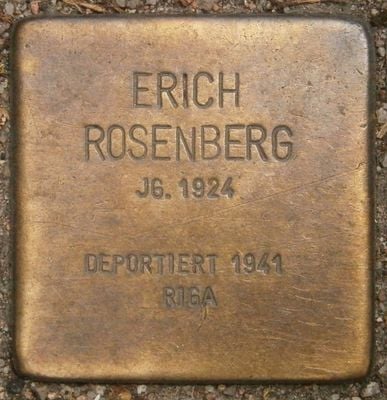 ERICH
ROSENBERG
JG. 1924
DEPORTIERT 1941
RIGA